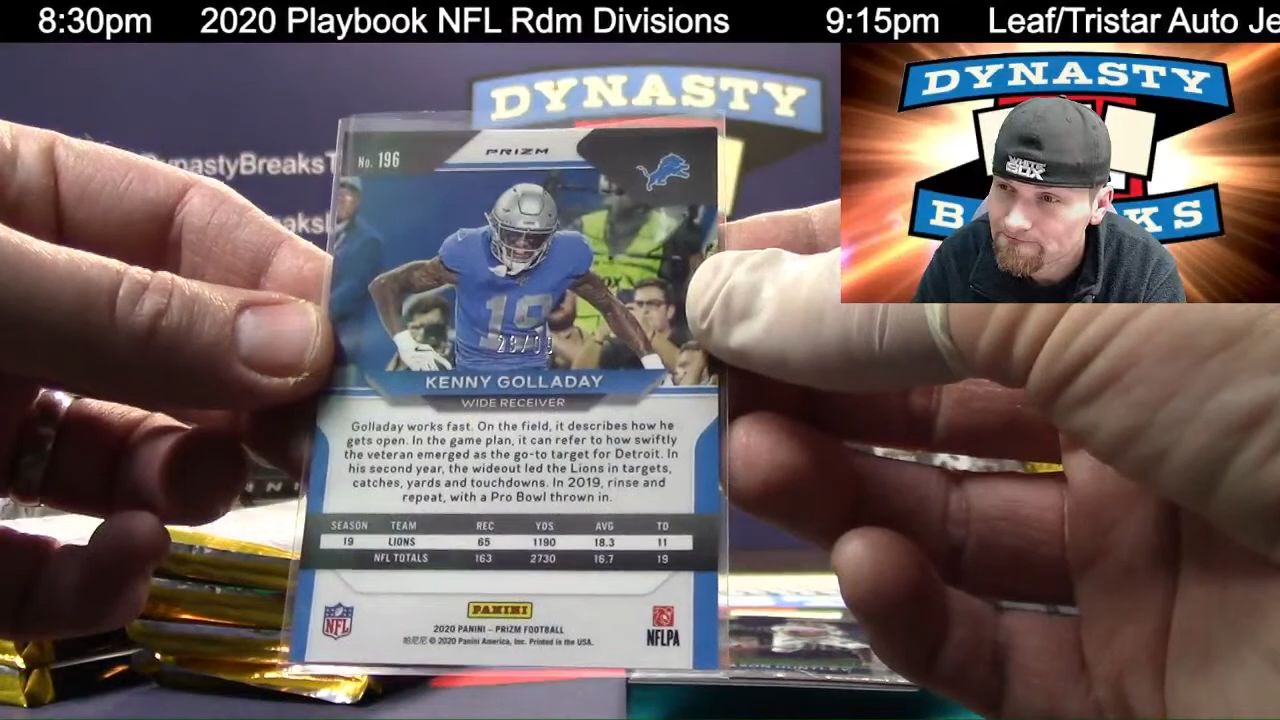 8:30pm 2020 Playbook NFL Rdm Divisions 9:15pm Leaf/Tristar Auto Je
DYNASTY
DYNASTY
WHITE
SOX
No. 196
PRIZM
KENNY GOLLADAY
WIDE RECEIVER
Golladay works fast. On the field, it describes how he
gets open. In the game plan, it can refer to how swiftly
the veteran emerged as the go-to target for Detroit. In
his second year, the wideout led the Lions in targets,
catches, yards and touchdowns. In 2019, rinse and
repeat, with a Pro Bowl thrown in.
SEASON TEAM REC YDS AVG TD
19 LIONS 65 1190 18.3 11
NFL TOTALS 163 2730 16.7 19
NFL
PANINI
NFLPA
2020 PANINI – PRIZM FOOTBALL
帕尼尼 © 2020 Panini America, Inc. Printed in the USA.